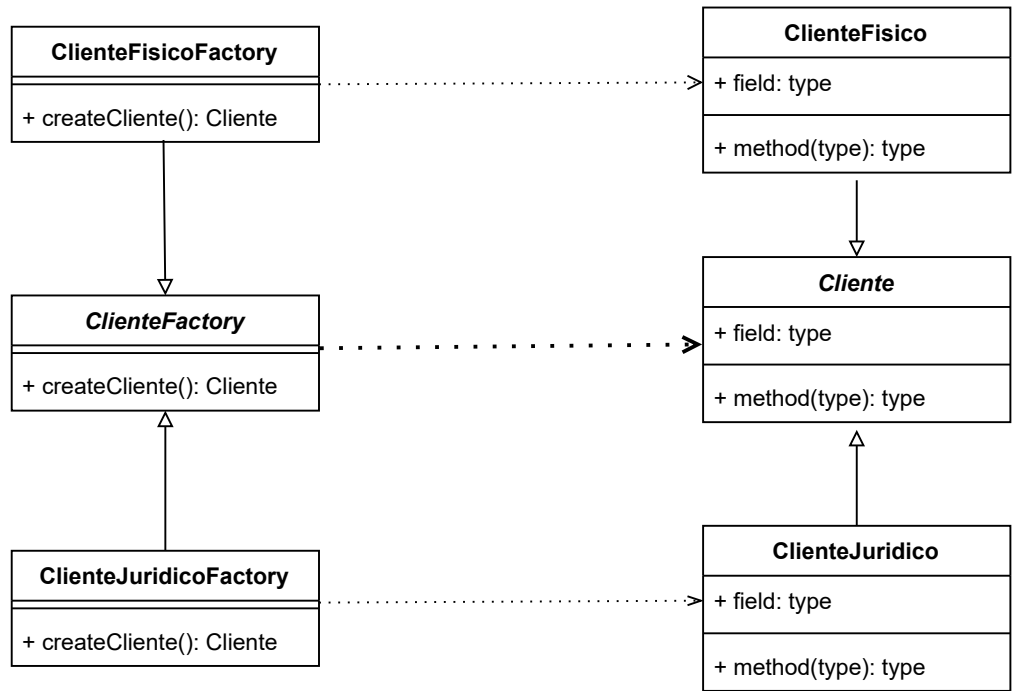 ClienteFisicoFactory
+ createCliente(): Cliente
ClienteFisico
+ field: type
+ method(type): type
ClienteFactory
+ createCliente(): Cliente
Cliente
+ field: type
+ method(type): type
ClienteJuridicoFactory
+ createCliente(): Cliente
ClienteJuridico
+ field: type
+ method(type): type